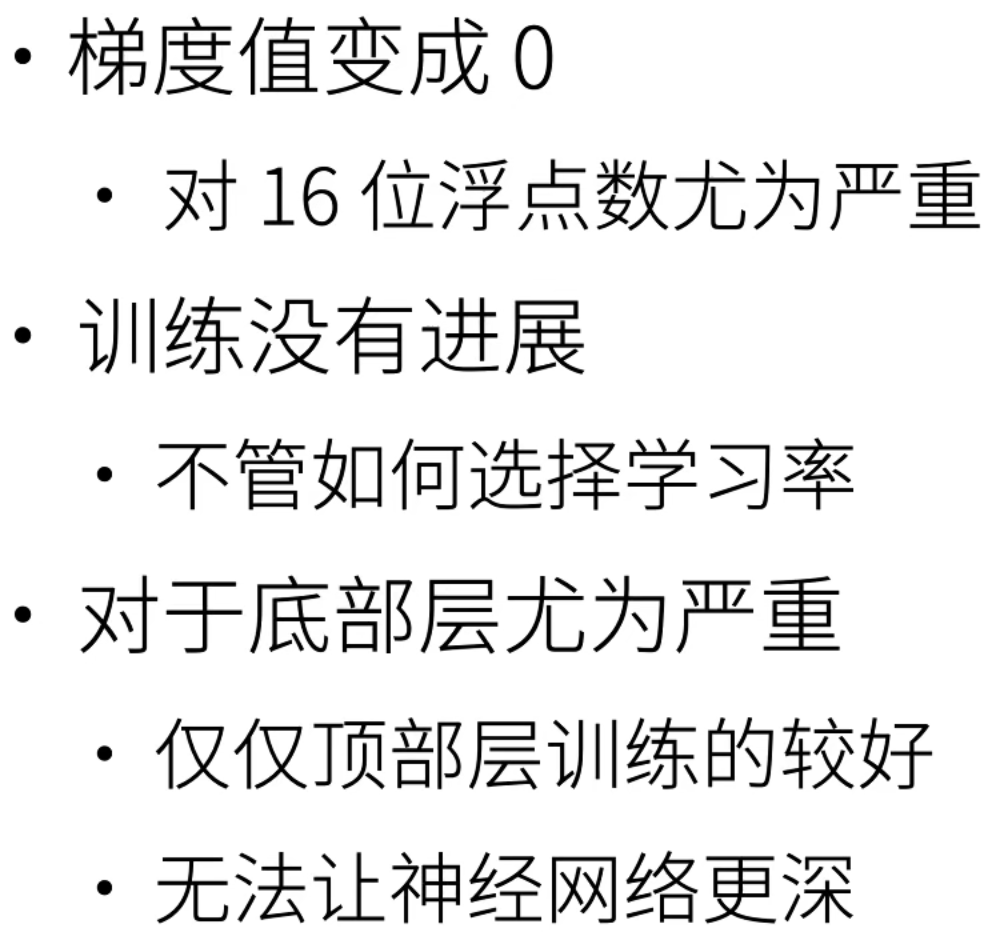 • 梯度值变成 0
• 对 16 位浮点数尤为严重
• 训练没有进展
• 不管如何选择学习率
• 对于底部层尤为严重
• 仅仅顶部层训练的较好
• 无法让神经网络更深